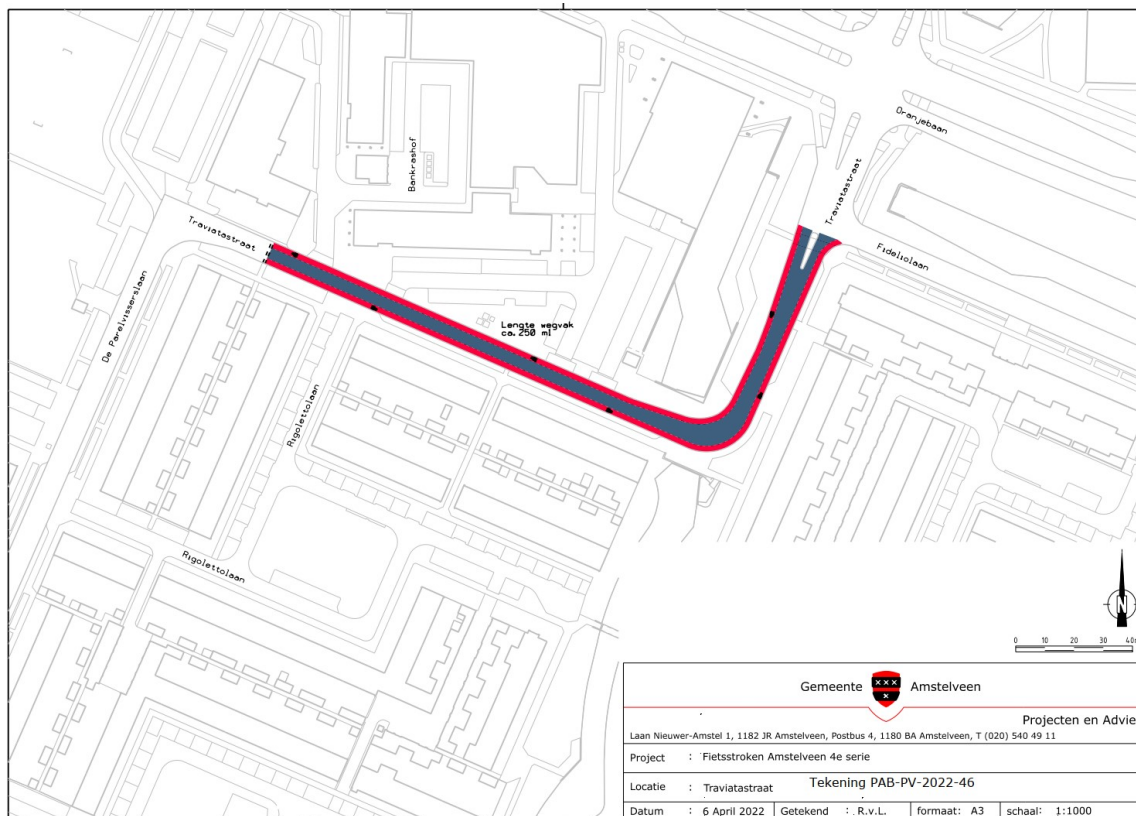 Oranjebaan
Bankrashof
Traviatastraat
Traviatastraat
Fideliolaan
De Parelvisserslaan
Lengte wegvak
ca. 250 m1
Rigolettolaan
Rigolettolaan
N
0 10 20 30 40m
Gemeente Amstelveen
Projecten en Advie
Laan Nieuwer-Amstel 1, 1182 JR Amstelveen, Postbus 4, 1180 BA Amstelveen, T (020) 540 49 11
Project : Fietsstroken Amstelveen 4e serie
Locatie : Traviatastraat Tekening PAB-PV-2022-46
Datum : 6 April 2022 Getekend : R.v.L. formaat: A3 schaal: 1:1000